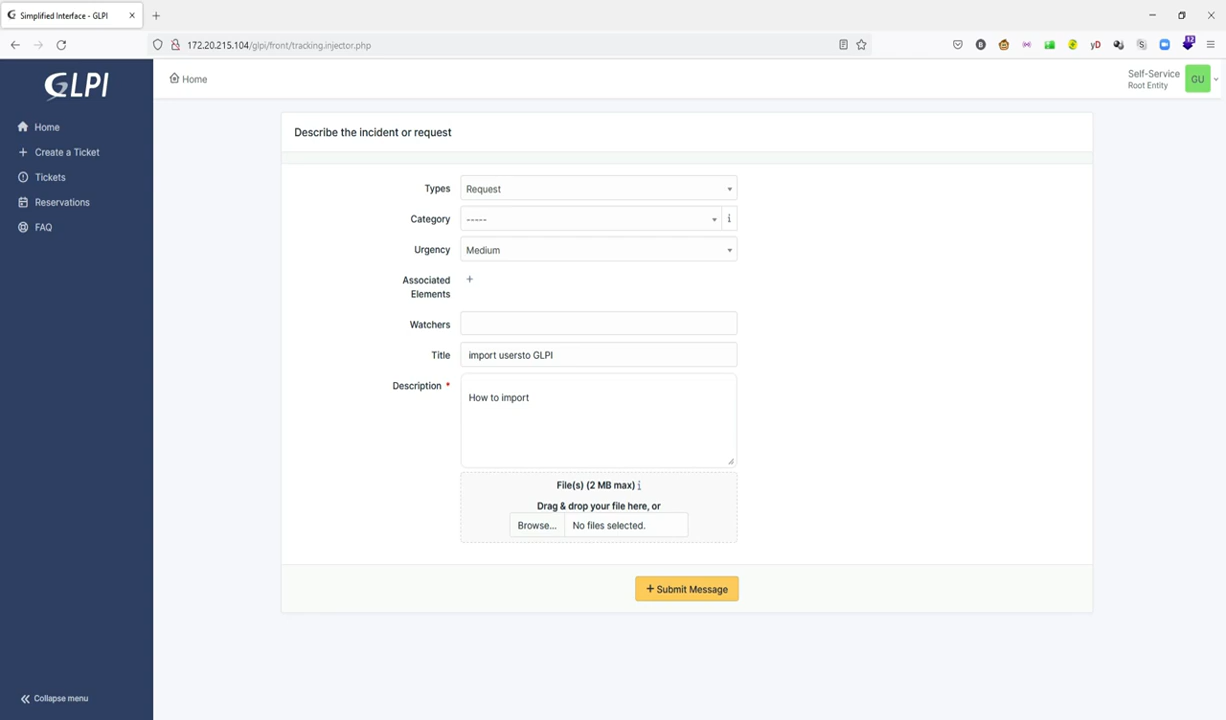 Simplified Interface - GLPI
172.20.215.104/glpi/front/tracking.injector.php
12
GLPI
Home
Create a Ticket
Tickets
Reservations
FAQ
Collapse menu
Home
Self-Service
Root Entity
GU
Describe the incident or request
Types
Request
Category
-----
i
Urgency
Medium
Associated
Elements
+
Watchers
Title
import usersto GLPI
Description *
How to import
File(s) (2 MB max) i
Drag & drop your file here, or
Browse... No files selected.
+ Submit Message